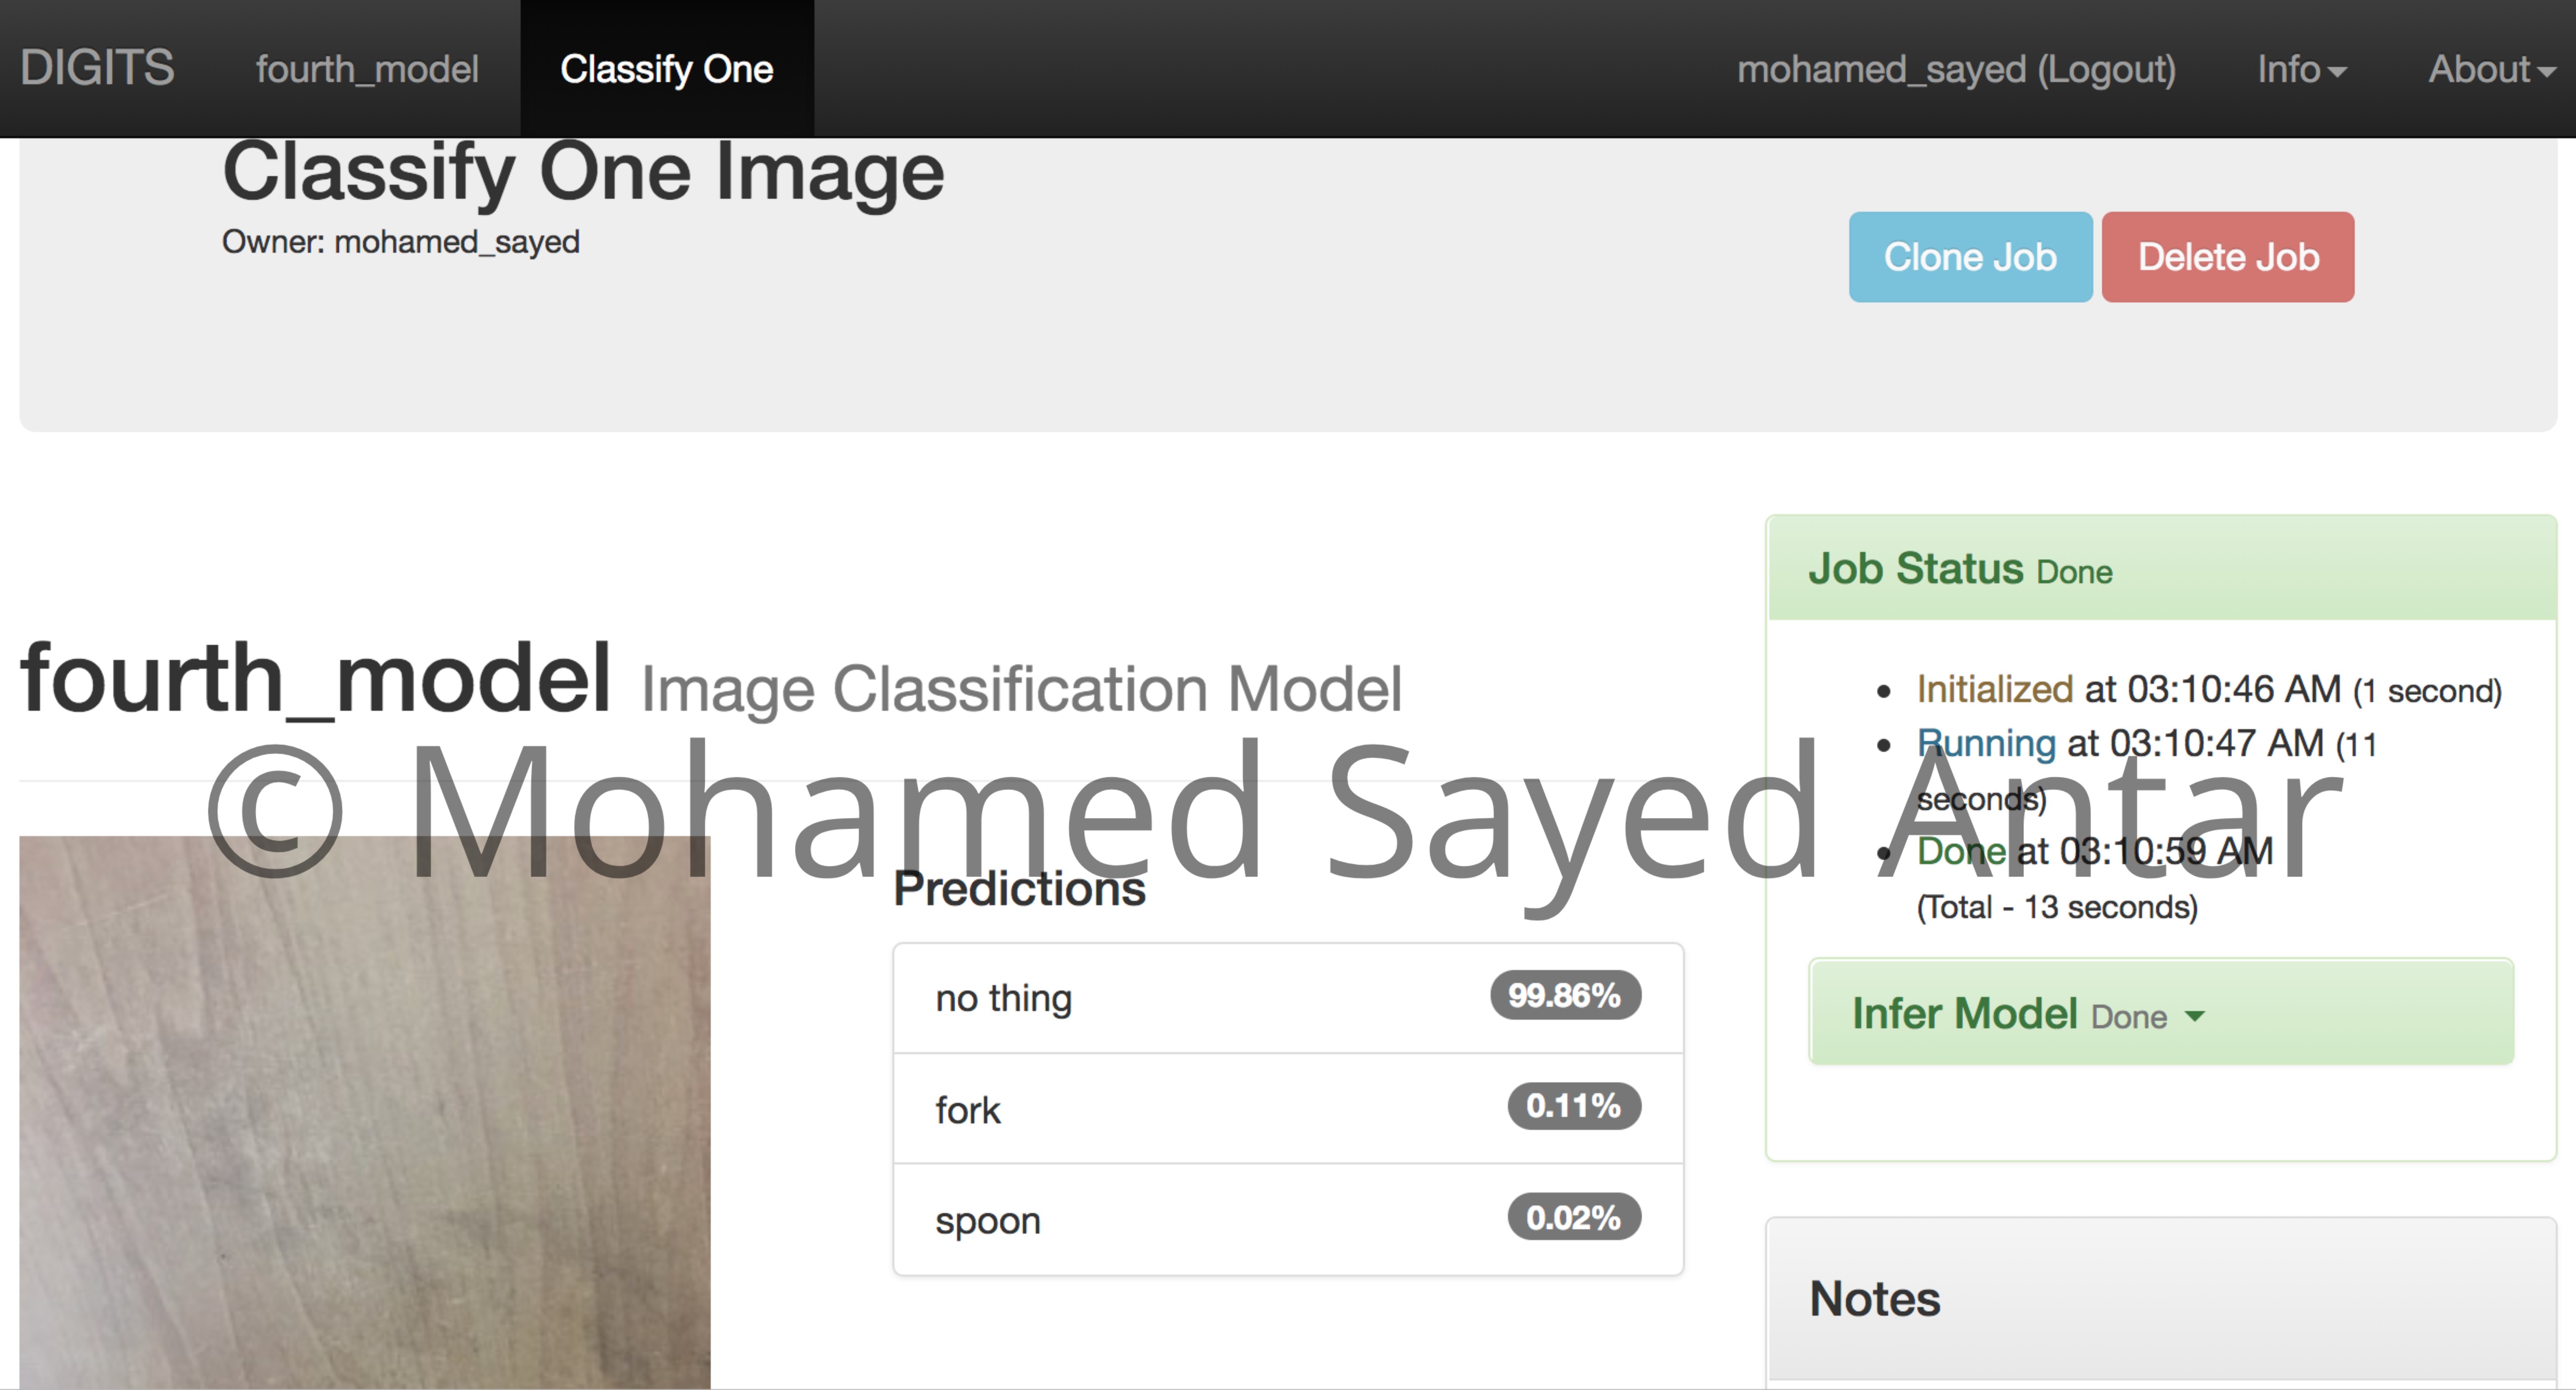 DIGITS fourth_model Classify One mohamed_sayed (Logout) Info About
Classify One Image
Owner: mohamed_sayed
Clone Job Delete Job
fourth_model Image Classification Model
© Mohamed Sayed Antar
Predictions
no thing 99.86%
fork 0.11%
spoon 0.02%
Job Status Done
Initialized at 03:10:46 AM (1 second)
Running at 03:10:47 AM (11
seconds)
Done at 03:10:59 AM
(Total - 13 seconds)
Infer Model Done
Notes